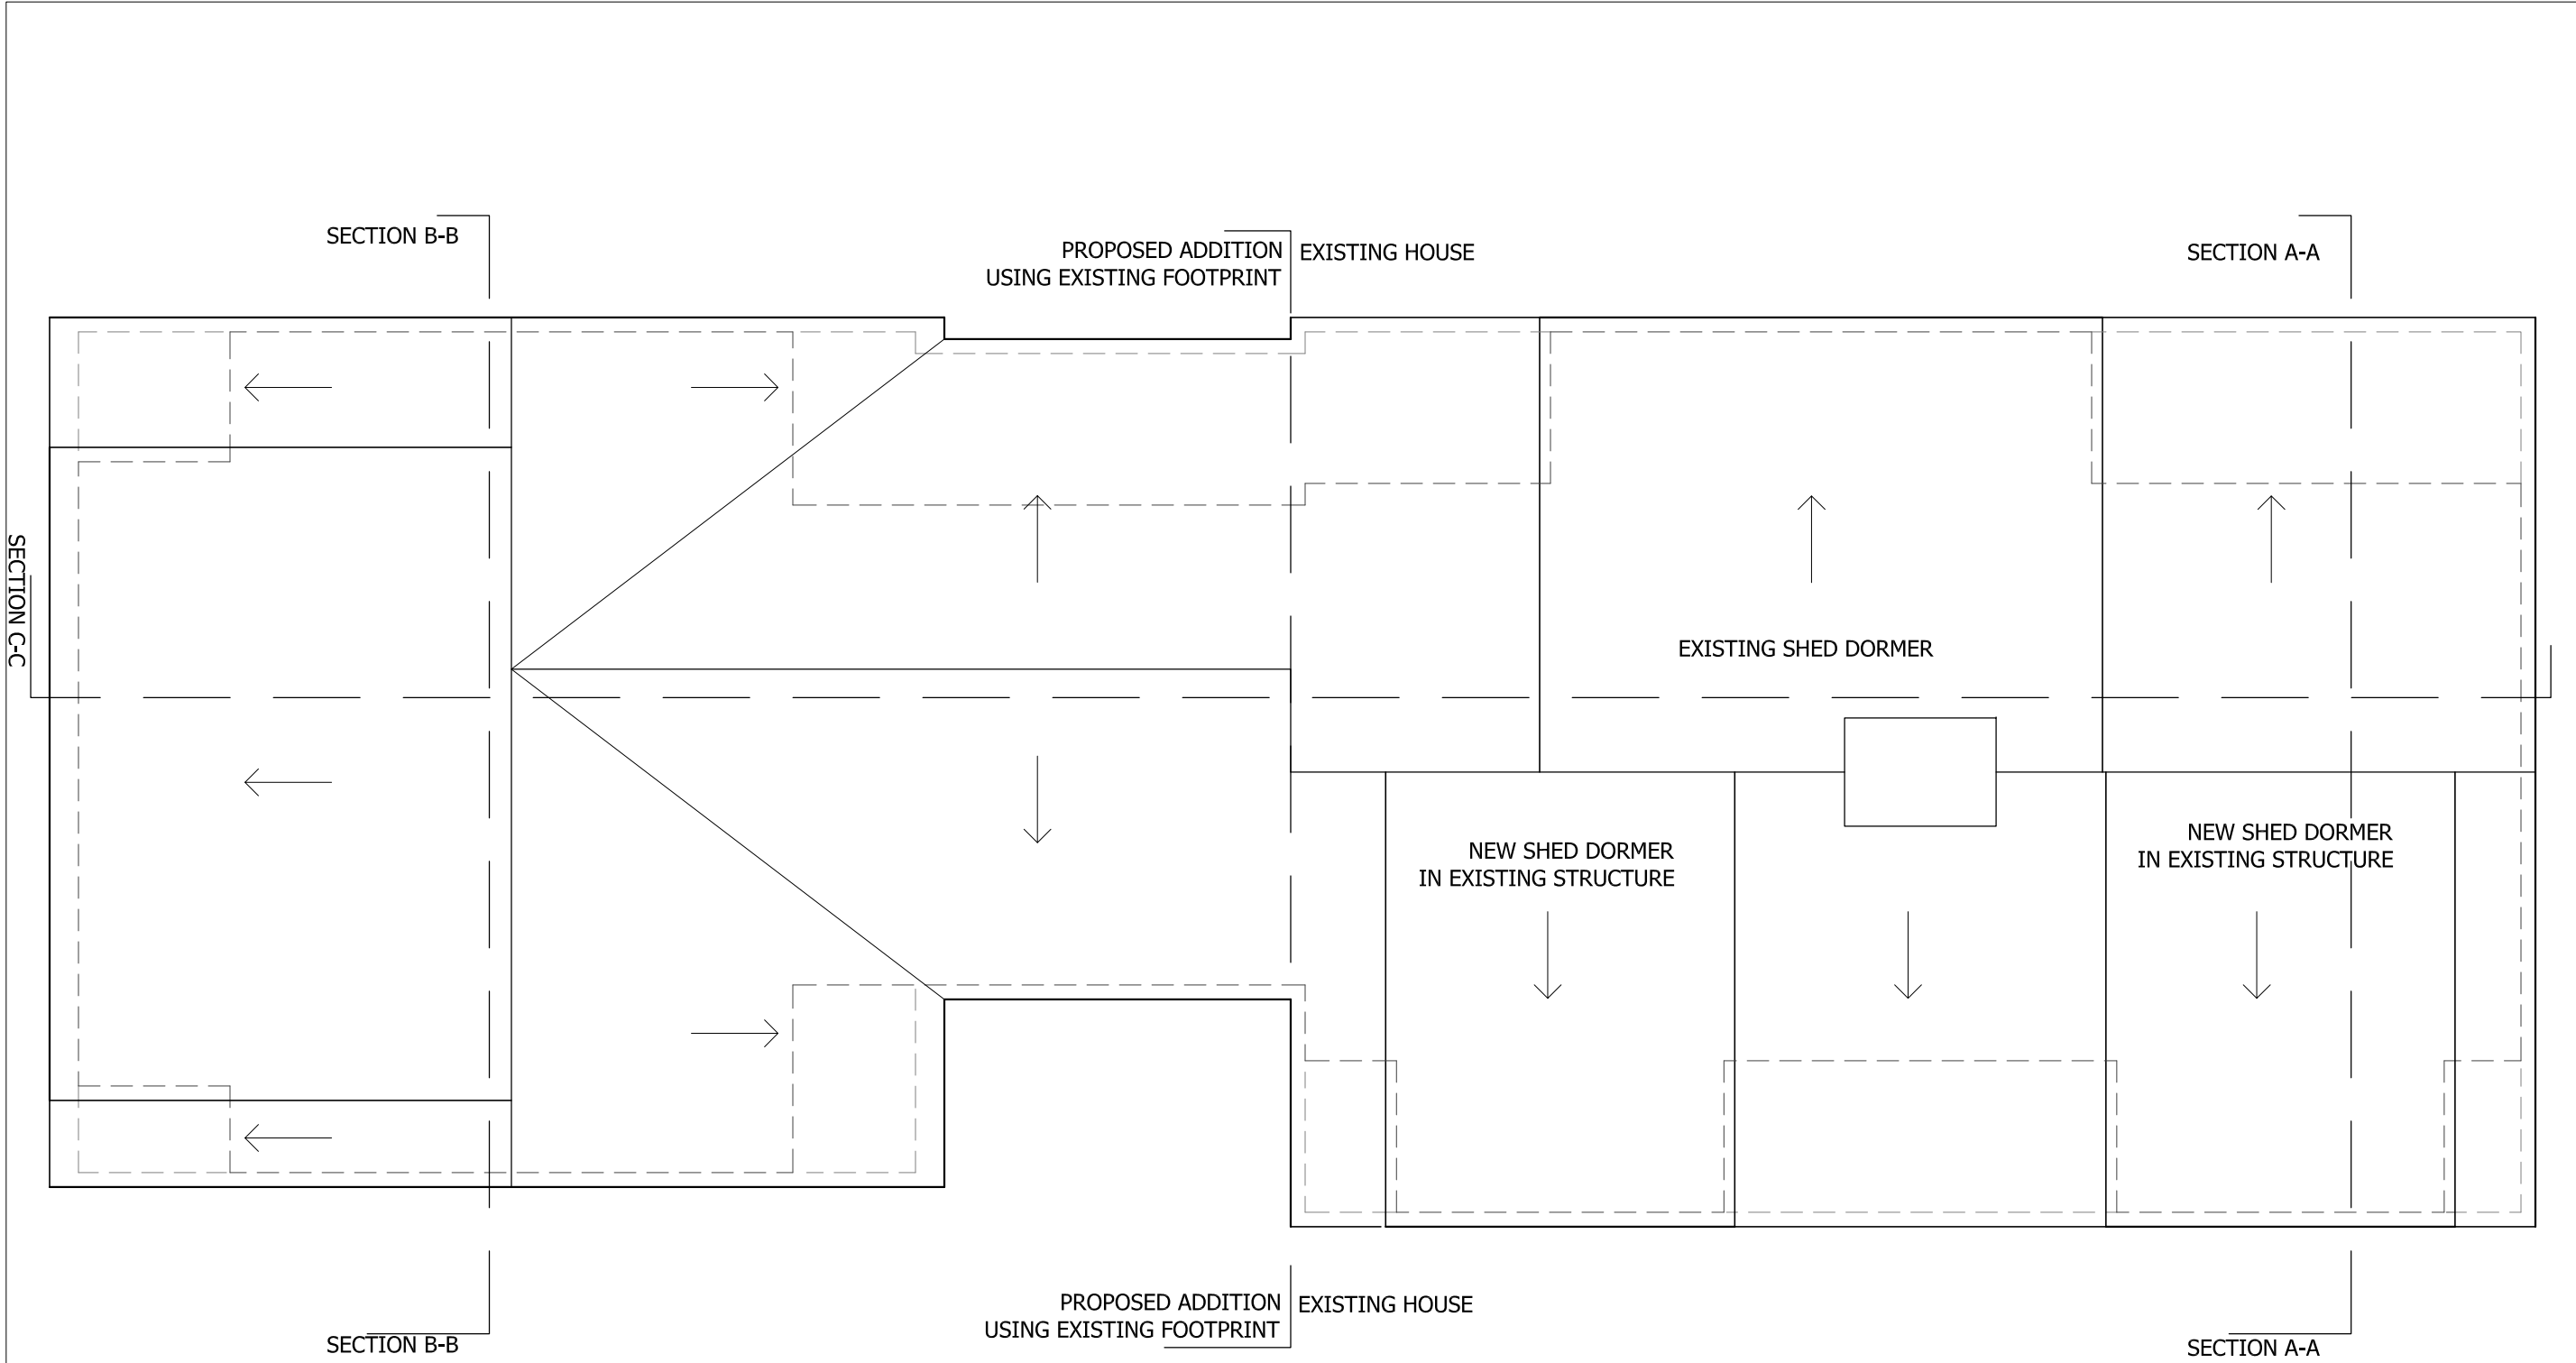 SECTION B-B
PROPOSED ADDITION
USING EXISTING FOOTPRINT
EXISTING HOUSE
SECTION A-A
SECTION C-C
EXISTING SHED DORMER
NEW SHED DORMER
IN EXISTING STRUCTURE
NEW SHED DORMER
IN EXISTING STRUCTURE
PROPOSED ADDITION
USING EXISTING FOOTPRINT
EXISTING HOUSE
SECTION B-B
SECTION A-A